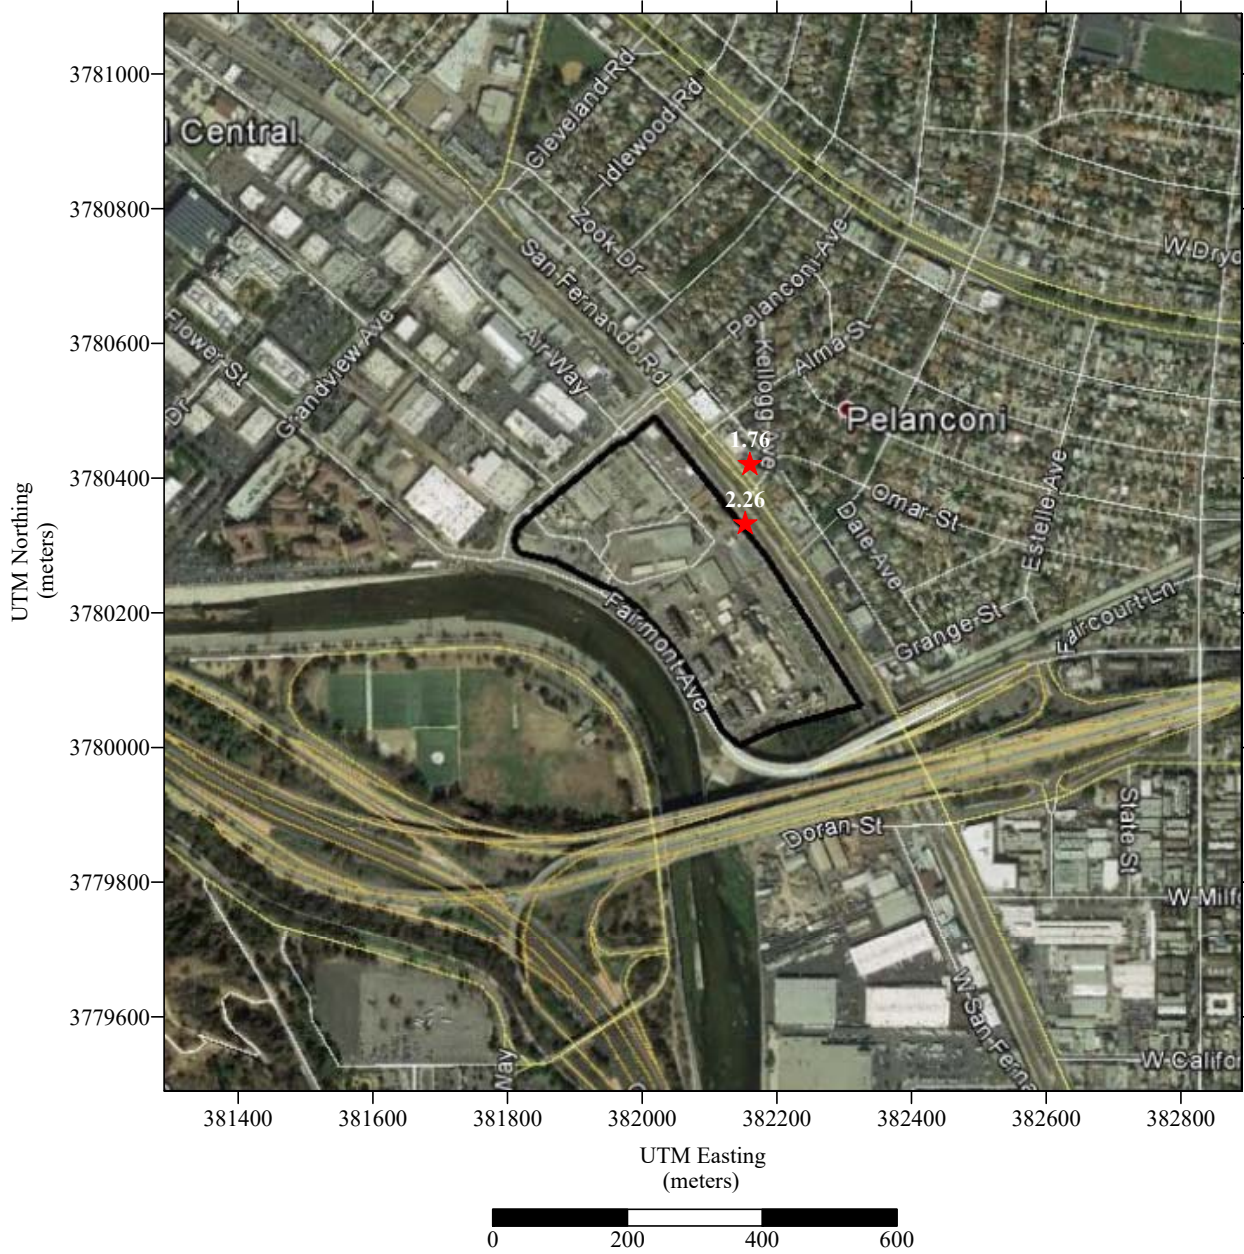 3781000
3780800
3780600
3780400
3780200
3780000
3779800
3779600
UTM Northing
(meters)
l Central
Cleveland Rd
Idlewood Rd
Zook Dr
San Fernando Rd
Pelanconi Ave
W Dryd
Air Way
Kellogg Ave
Alma St
Flower St
Grandview Ave
Dr
Pelanconi
1.76
2.26
Omar St
Dale Ave
Estelle Ave
Fairmont Ave
Grange St
Faircourt Ln
Doran St
State St
W Milf
W San Ferna
W Califo
Way
381400
381600
381800
382000
382200
382400
382600
382800
UTM Easting
(meters)
0
200
400
600